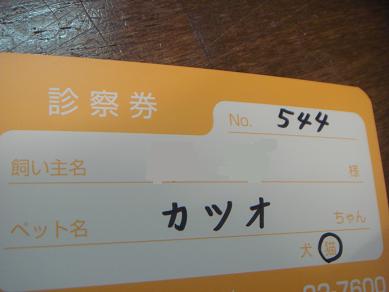 診察券
No. 544
飼い主名 様
ペット名 カツオ ちゃん
犬 猫
7600